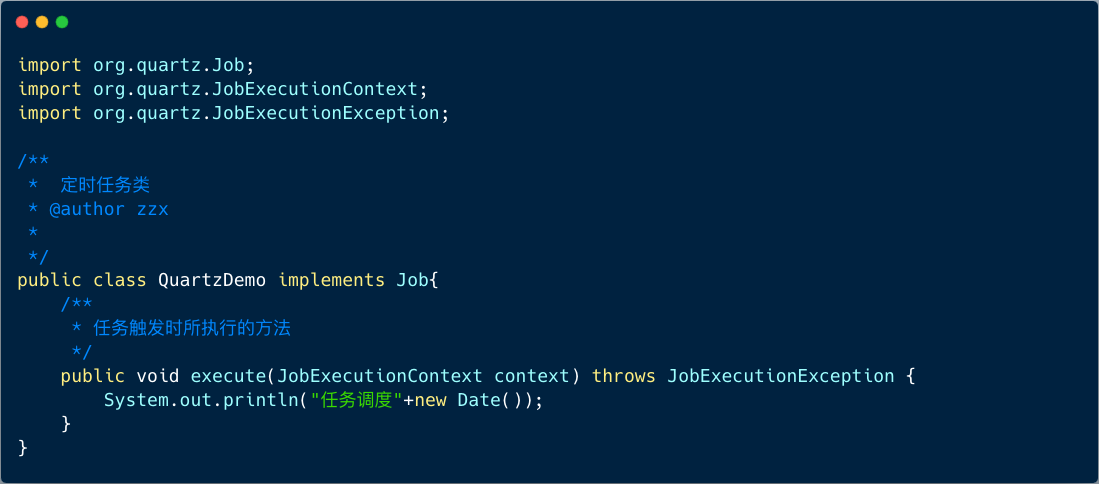 import org.quartz.Job;
import org.quartz.JobExecutionContext;
import org.quartz.JobExecutionException;
/**
 *  定时任务类
 * @author zzx
 *
 */
public class QuartzDemo implements Job{
    /**
     * 任务触发时所执行的方法
     */
    public void execute(JobExecutionContext context) throws JobExecutionException {
        System.out.println("任务调度"+new Date());
    }
}